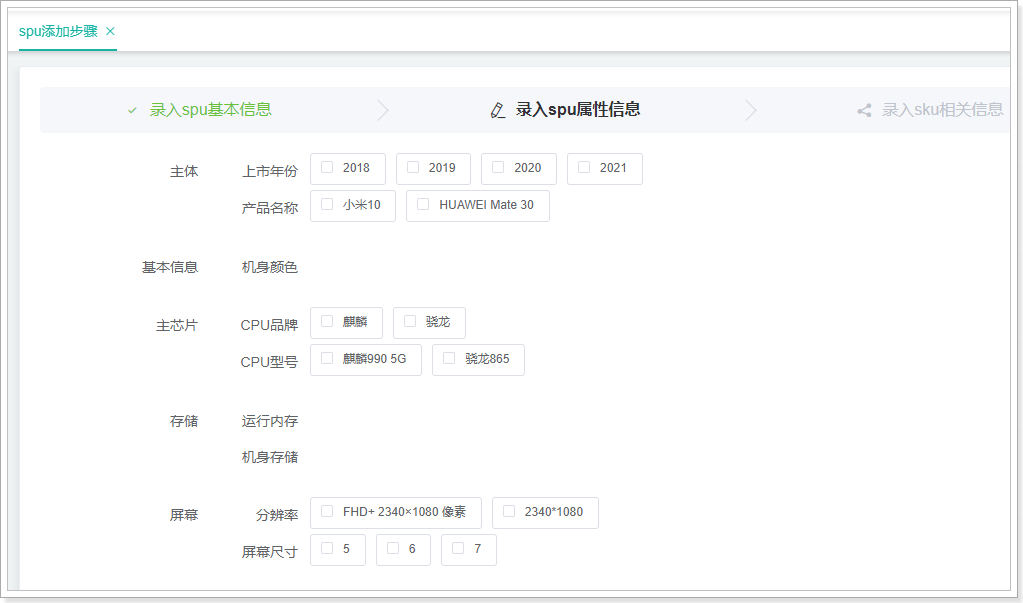 spu添加步骤
录入spu基本信息 录入spu属性信息 录入sku相关信息
主体 上市年份 2018 2019 2020 2021
产品名称 小米10 HUAWEI Mate 30
基本信息 机身颜色
主芯片 CPU品牌 麒麟 骁龙
CPU型号 麒麟990 5G 骁龙865
存储 运行内存
机身存储
屏幕 分辨率 FHD+ 2340×1080 像素 2340*1080
屏幕尺寸 5 6 7